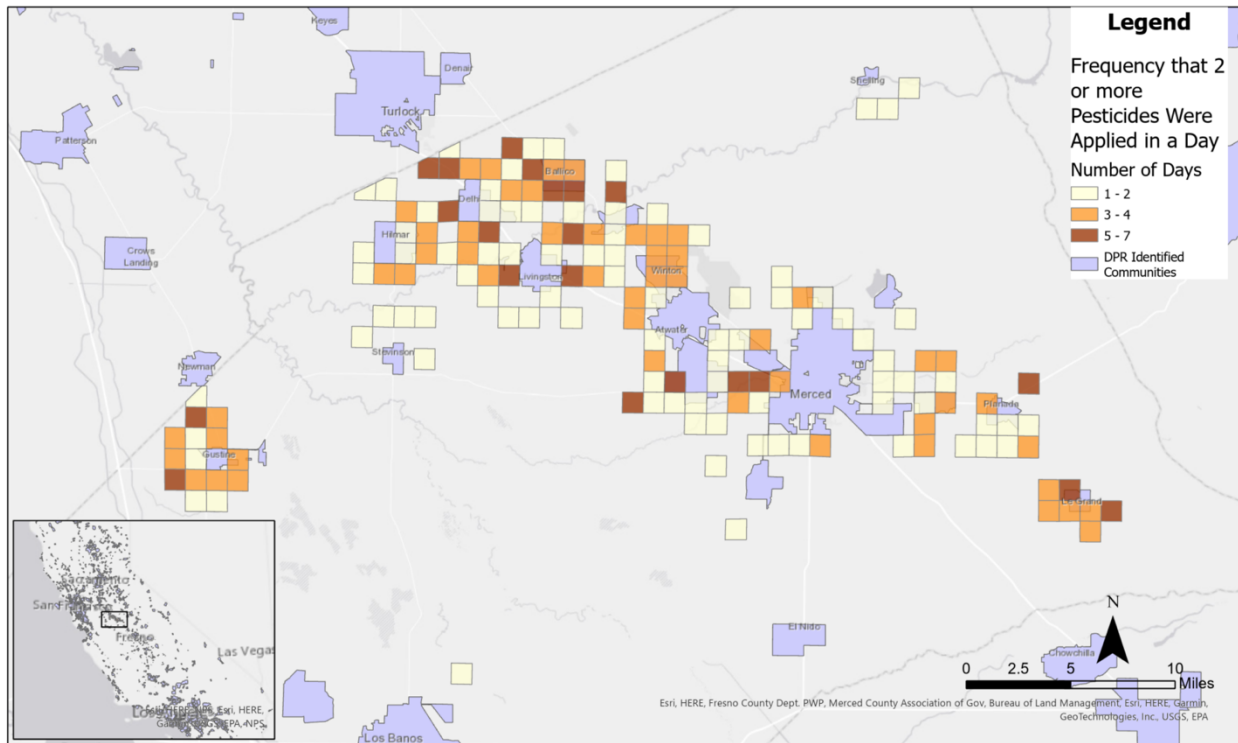 Legend
Frequency that 2
or more
Pesticides Were
Applied in a Day
Number of Days
1 - 2
3 - 4
5 - 7
DPR Identified
Communities
Keyes
Denair
Turlock
Snelling
Patterson
Ballico
Delhi
Hilmar
Crows
Landing
Livingston
Winton
Atwater
Stevinson
Newman
Merced
Planada
Gustine
Le Grand
El Nido
Chowchilla
Los Banos
N
0 2.5 5 10
Miles
Esri, HERE, Fresno County Dept. PWP, Merced County Association of Gov, Bureau of Land Management, Esri, HERE, Garmin,
GeoTechnologies, Inc., USGS, EPA
Sacramento
San Francisco
Fresno
Las Vegas
Esri, HERE,
EPA, NPS